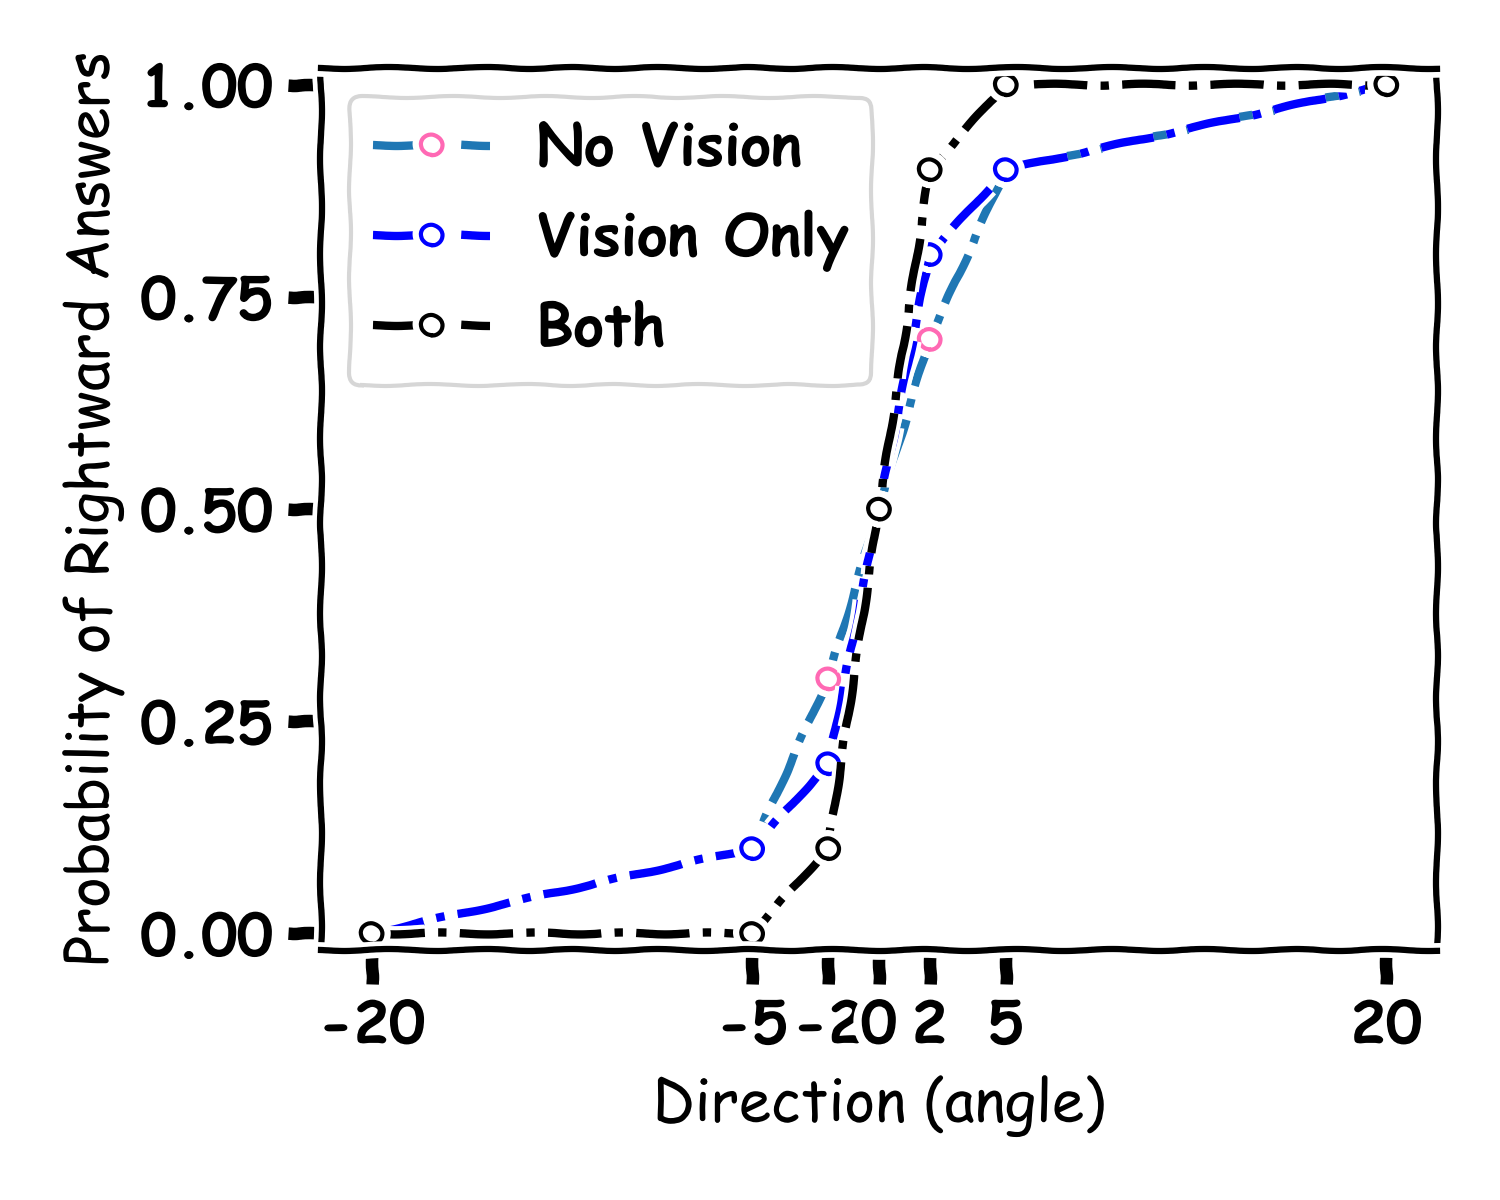 Probability of Rightward Answers
1.00
0.75
0.50
0.25
0.00
No Vision
Vision Only
Both
-20 -5 -2 0 2 5 20
Direction (angle)